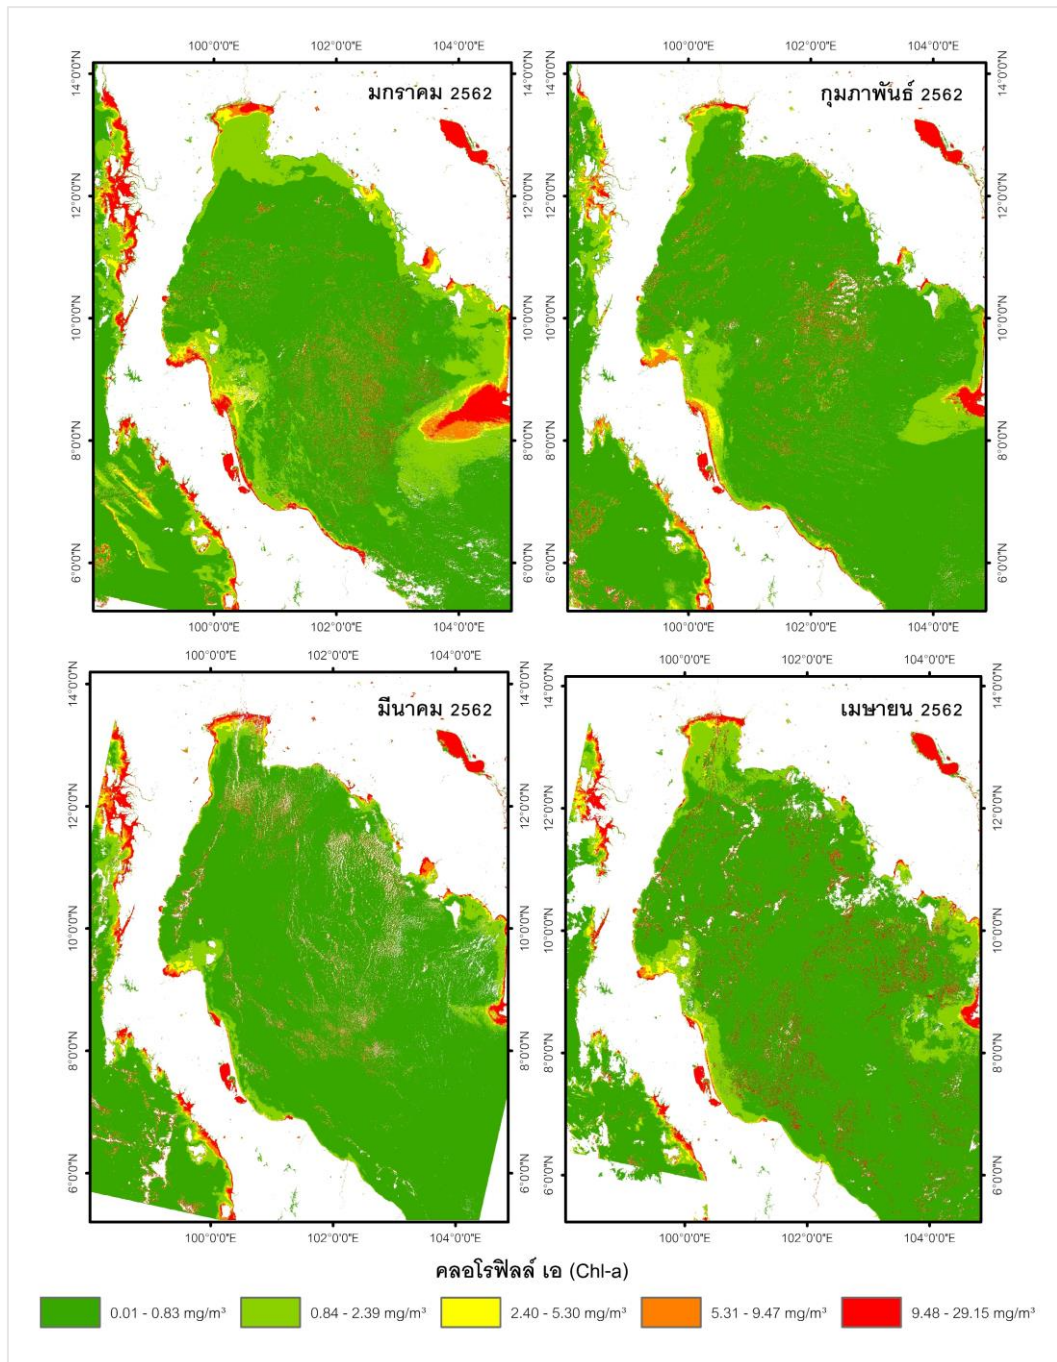 100°0'0"E 102°0'0"E 104°0'0"E
100°0'0"E 102°0'0"E 104°0'0"E
มกราคม 2562
กุมภาพันธ์ 2562
14°0'0"N 14°0'0"N 14°0'0"N 14°0'0"N
12°0'0"N 12°0'0"N 12°0'0"N 12°0'0"N
10°0'0"N 10°0'0"N 10°0'0"N 10°0'0"N
8°0'0"N 8°0'0"N 8°0'0"N 8°0'0"N
6°0'0"N 6°0'0"N 6°0'0"N 6°0'0"N
100°0'0"E 102°0'0"E 104°0'0"E
100°0'0"E 102°0'0"E 104°0'0"E
100°0'0"E 102°0'0"E 104°0'0"E
100°0'0"E 102°0'0"E 104°0'0"E
มีนาคม 2562
เมษายน 2562
14°0'0"N 14°0'0"N 14°0'0"N 14°0'0"N
12°0'0"N 12°0'0"N 12°0'0"N 12°0'0"N
10°0'0"N 10°0'0"N 10°0'0"N 10°0'0"N
8°0'0"N 8°0'0"N 8°0'0"N 8°0'0"N
6°0'0"N 6°0'0"N 6°0'0"N 6°0'0"N
100°0'0"E 102°0'0"E 104°0'0"E
100°0'0"E 102°0'0"E 104°0'0"E
คลอโรฟิลล์ เอ (Chl-a)
0.01 - 0.83 mg/m³ 0.84 - 2.39 mg/m³ 2.40 - 5.30 mg/m³ 5.31 - 9.47 mg/m³ 9.48 - 29.15 mg/m³